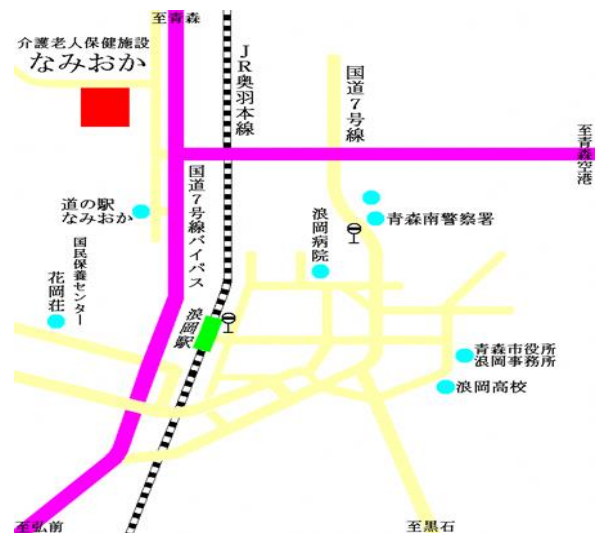 至青森
介護老人保健施設
なみおか
JR奥羽本線
国道7号線
至青森空港
国道7号線バイパス
道の駅
なみおか
青森南警察署
浪岡病院
国民保養センター
花岡荘
浪岡駅
青森市役所
浪岡事務所
浪岡高校
至弘前
至黒石